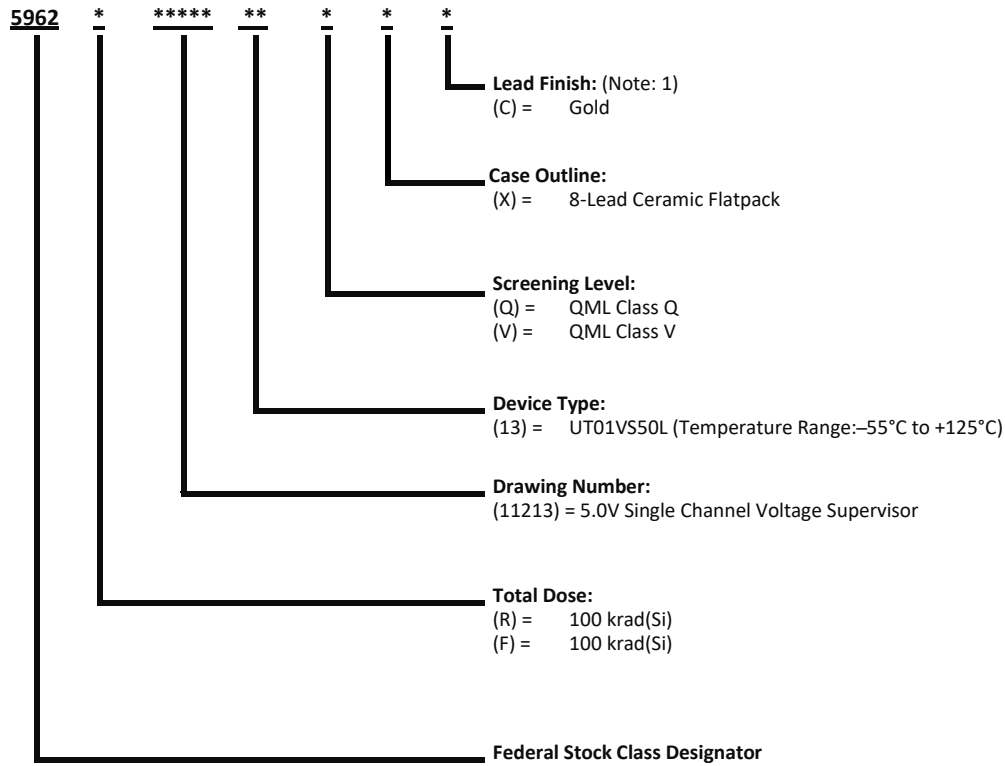 5962 * ***** ** * * *
Lead Finish: (Note: 1)
(C) = Gold
Case Outline:
(X) = 8-Lead Ceramic Flatpack
Screening Level:
(Q) = QML Class Q
(V) = QML Class V
Device Type:
(13) = UT01VS50L (Temperature Range:–55°C to +125°C)
Drawing Number:
(11213) = 5.0V Single Channel Voltage Supervisor
Total Dose:
(R) = 100 krad(Si)
(F) = 100 krad(Si)
Federal Stock Class Designator